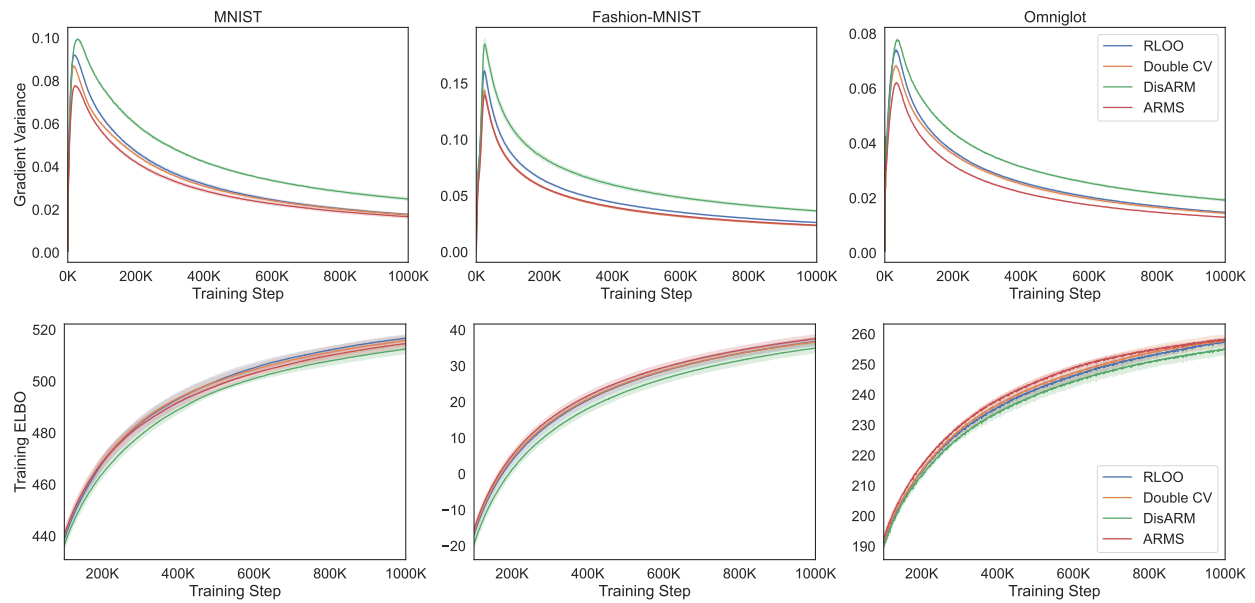 MNIST
Fashion-MNIST
Omniglot
Gradient Variance
0.10
0.08
0.06
0.04
0.02
0.00
0K 200K 400K 600K 800K 1000K
Training Step
0.15
0.10
0.05
0.00
0K 200K 400K 600K 800K 1000K
Training Step
0.08
0.06
0.04
0.02
0.00
0K 200K 400K 600K 800K 1000K
Training Step
RLOO
Double CV
DisARM
ARMS
Training ELBO
520
500
480
460
440
200K 400K 600K 800K 1000K
Training Step
40
30
20
10
0
−10
−20
200K 400K 600K 800K 1000K
Training Step
260
250
240
230
220
210
200
190
200K 400K 600K 800K 1000K
Training Step
RLOO
Double CV
DisARM
ARMS